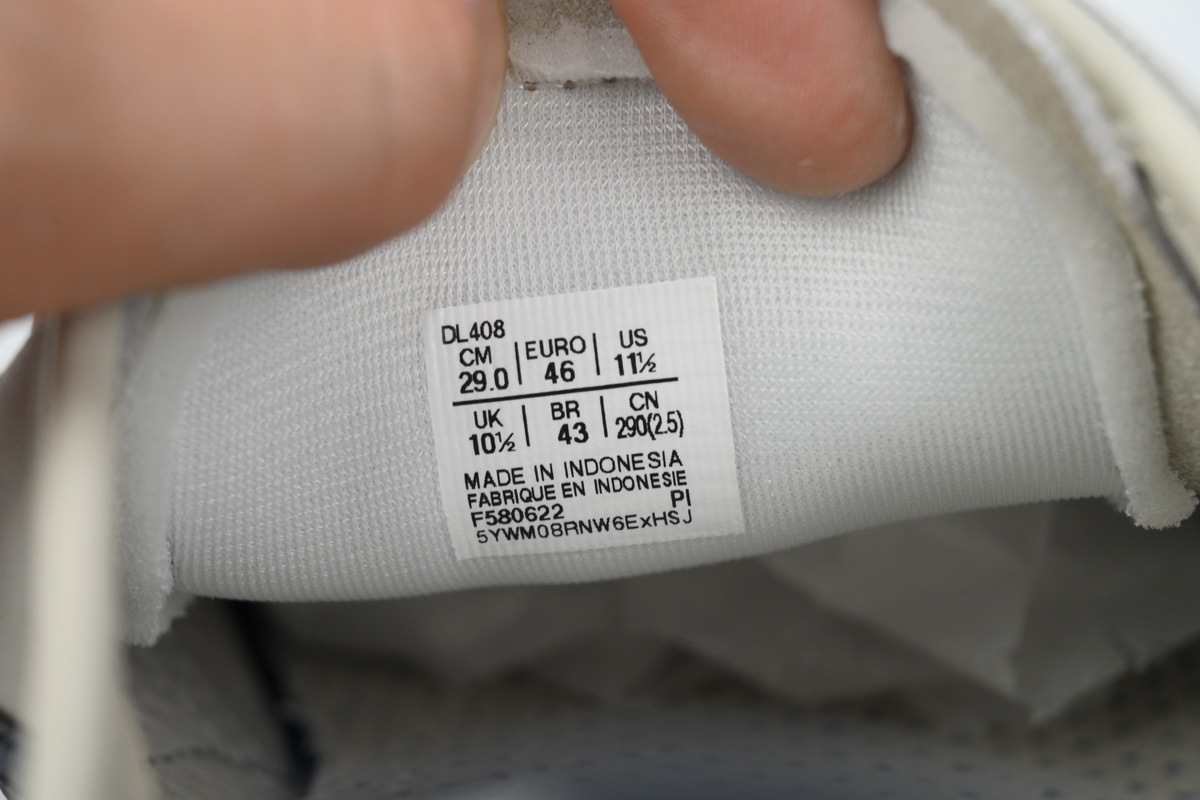 DL408
CM | EURO | US
29.0 | 46 | 11½
UK | BR | CN
10½ | 43 | 290(2.5)
MADE IN INDONESIA
FABRIQUE EN INDONESIE
F580622 PI
5YWM08RNW6ExHSJ